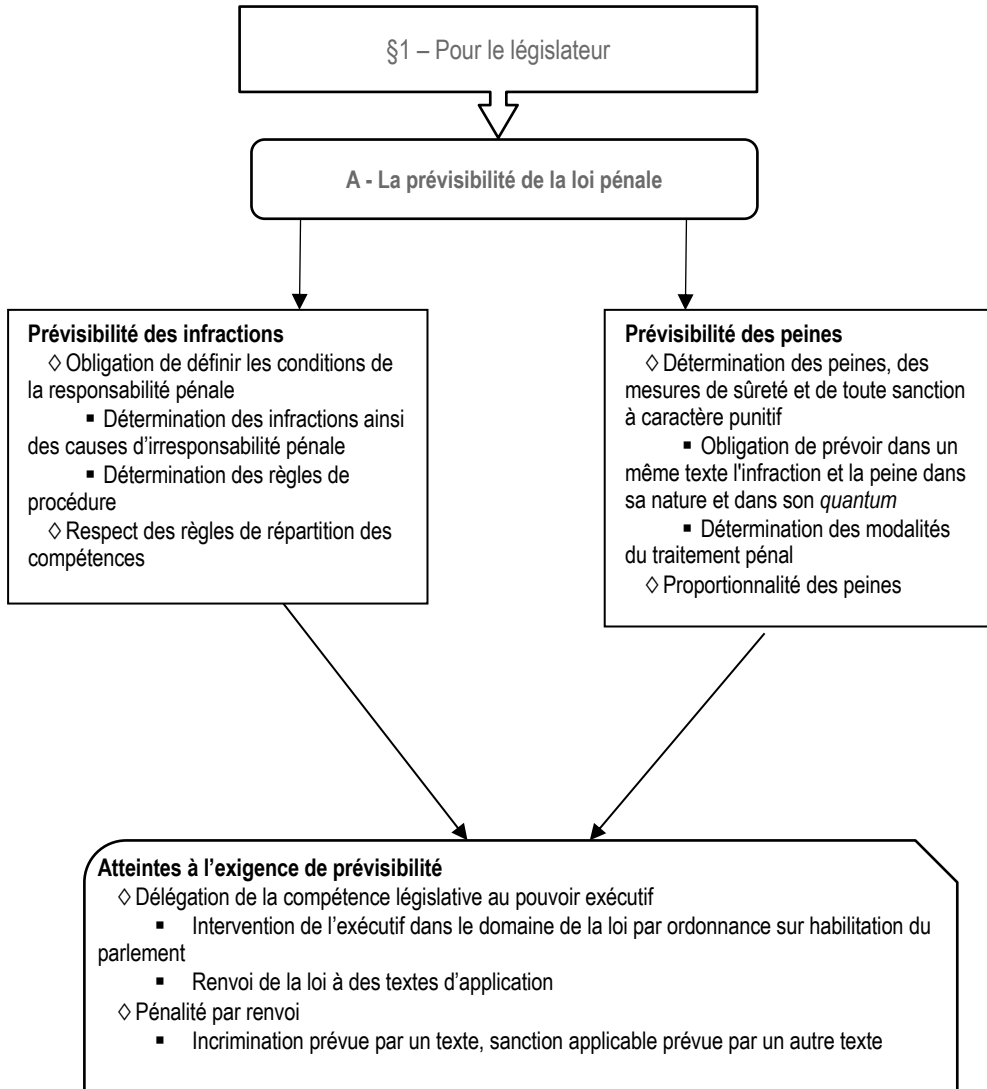 §1 – Pour le législateur
A - La prévisibilité de la loi pénale
Prévisibilité des infractions
◊ Obligation de définir les conditions de
la responsabilité pénale
▪ Détermination des infractions ainsi
des causes d’irresponsabilité pénale
▪ Détermination des règles de
procédure
◊ Respect des règles de répartition des
compétences
Prévisibilité des peines
◊ Détermination des peines, des
mesures de sûreté et de toute sanction
à caractère punitif
▪ Obligation de prévoir dans un
même texte l'infraction et la peine dans
sa nature et dans son quantum
▪ Détermination des modalités
du traitement pénal
◊ Proportionnalité des peines
Atteintes à l’exigence de prévisibilité
◊ Délégation de la compétence législative au pouvoir exécutif
▪ Intervention de l’exécutif dans le domaine de la loi par ordonnance sur habilitation du
parlement
▪ Renvoi de la loi à des textes d’application
◊ Pénalité par renvoi
▪ Incrimination prévue par un texte, sanction applicable prévue par un autre texte